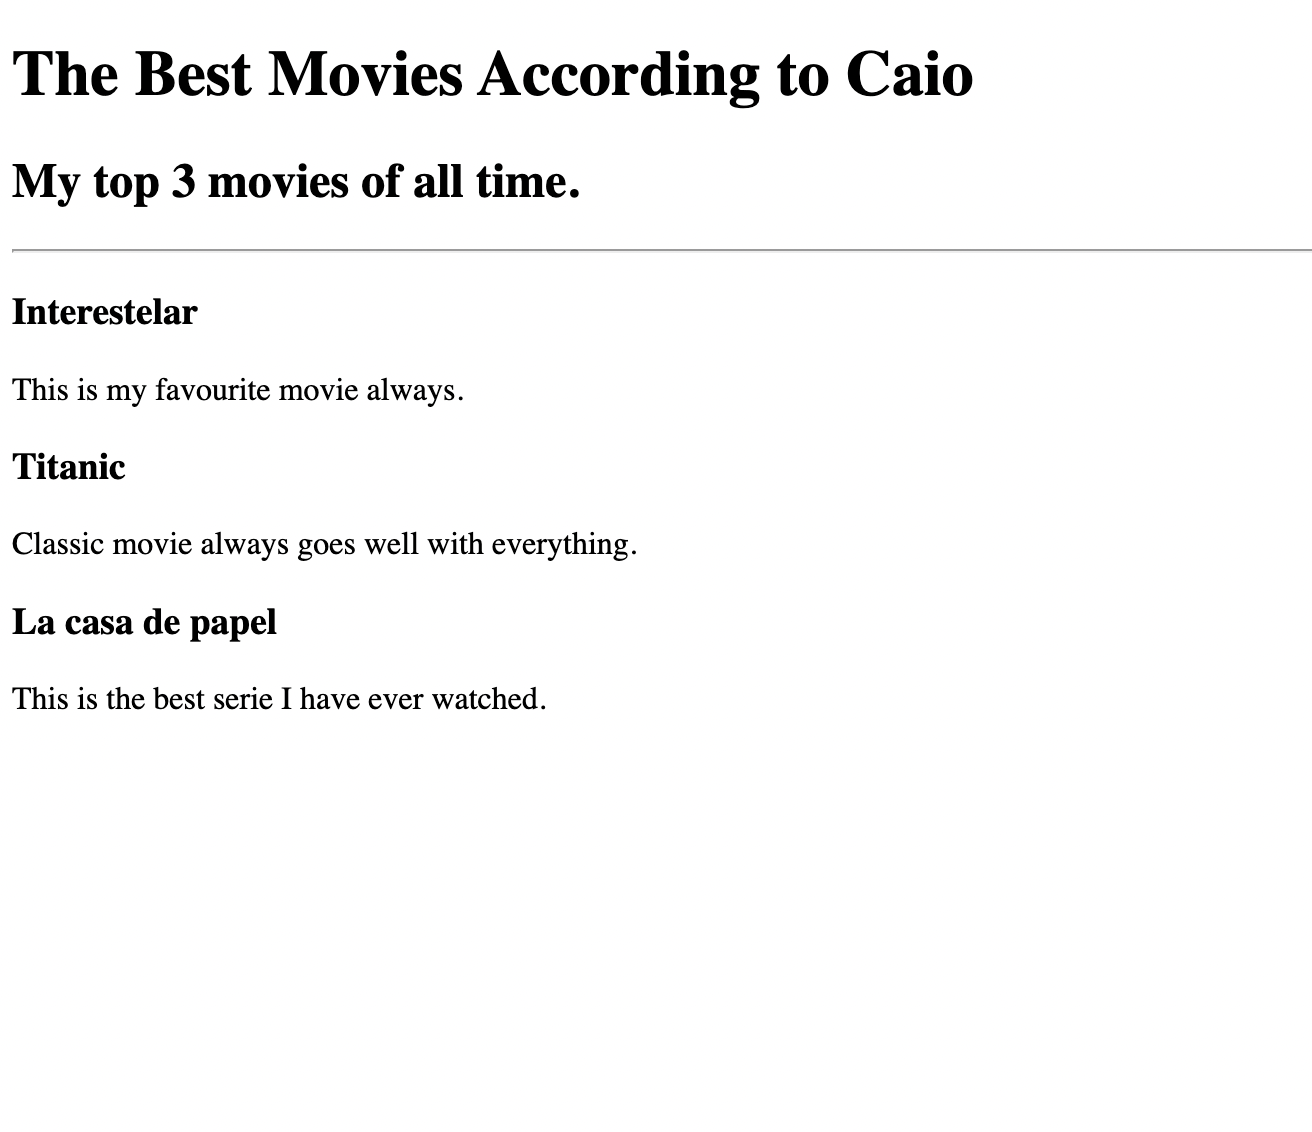 The Best Movies According to Caio
My top 3 movies of all time.
Interestelar
This is my favourite movie always.
Titanic
Classic movie always goes well with everything.
La casa de papel
This is the best serie I have ever watched.